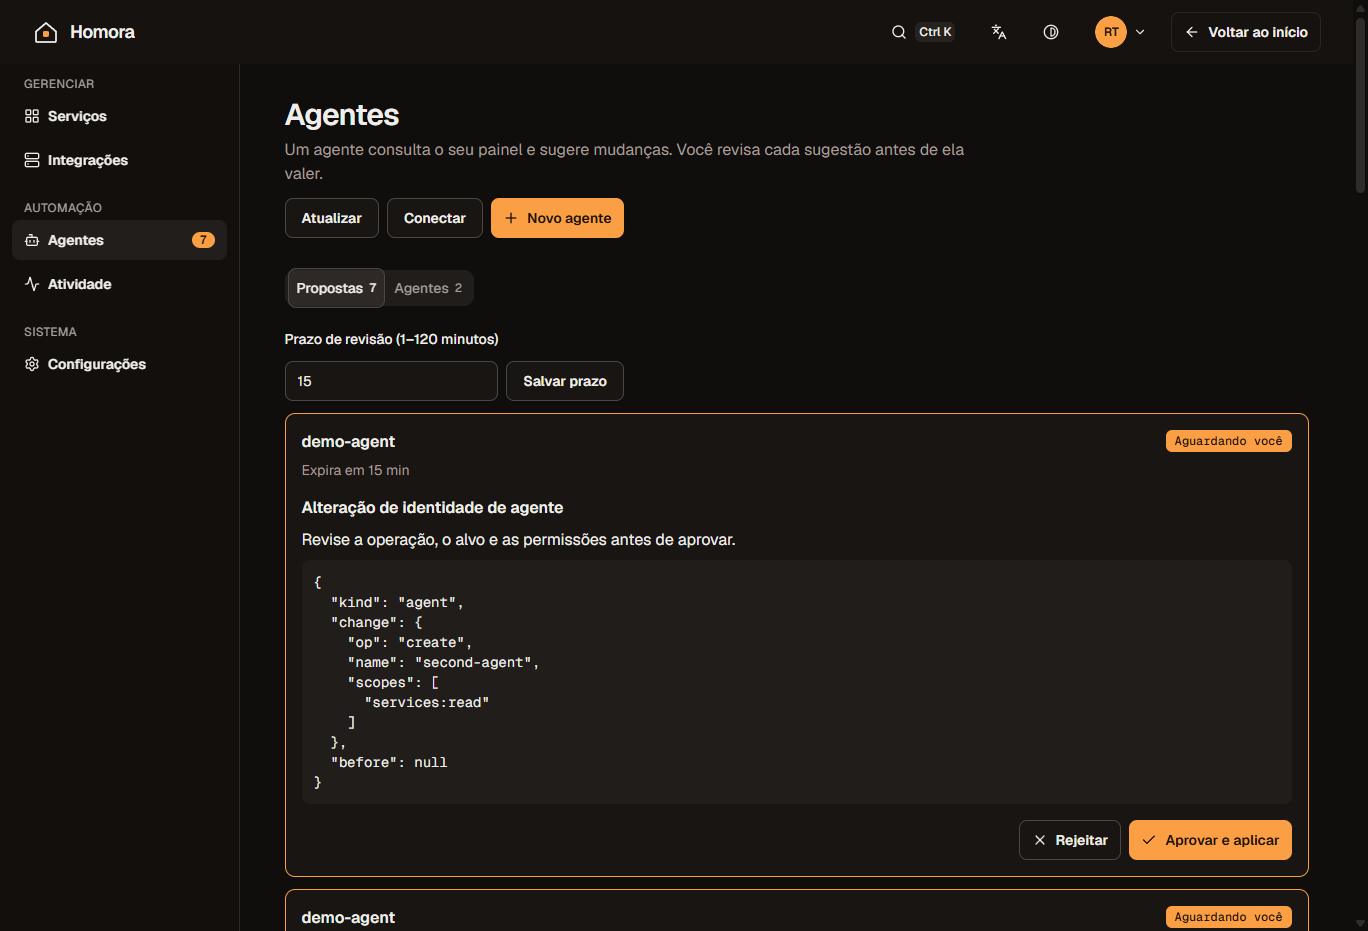 Homora
Ctrl K
RT
Voltar ao início
GERENCIAR
Serviços
Integrações
AUTOMAÇÃO
Agentes 7
Atividade
SISTEMA
Configurações
Agentes
Um agente consulta o seu painel e sugere mudanças. Você revisa cada sugestão antes de ela
valer.
Atualizar
Conectar
Novo agente
Propostas 7
Agentes 2
Prazo de revisão (1–120 minutos)
15
Salvar prazo
demo-agent
Aguardando você
Expira em 15 min
Alteração de identidade de agente
Revise a operação, o alvo e as permissões antes de aprovar.
{
  "kind": "agent",
  "change": {
    "op": "create",
    "name": "second-agent",
    "scopes": [
      "services:read"
    ]
  },
  "before": null
}
Rejeitar
Aprovar e aplicar
demo-agent
Aguardando você